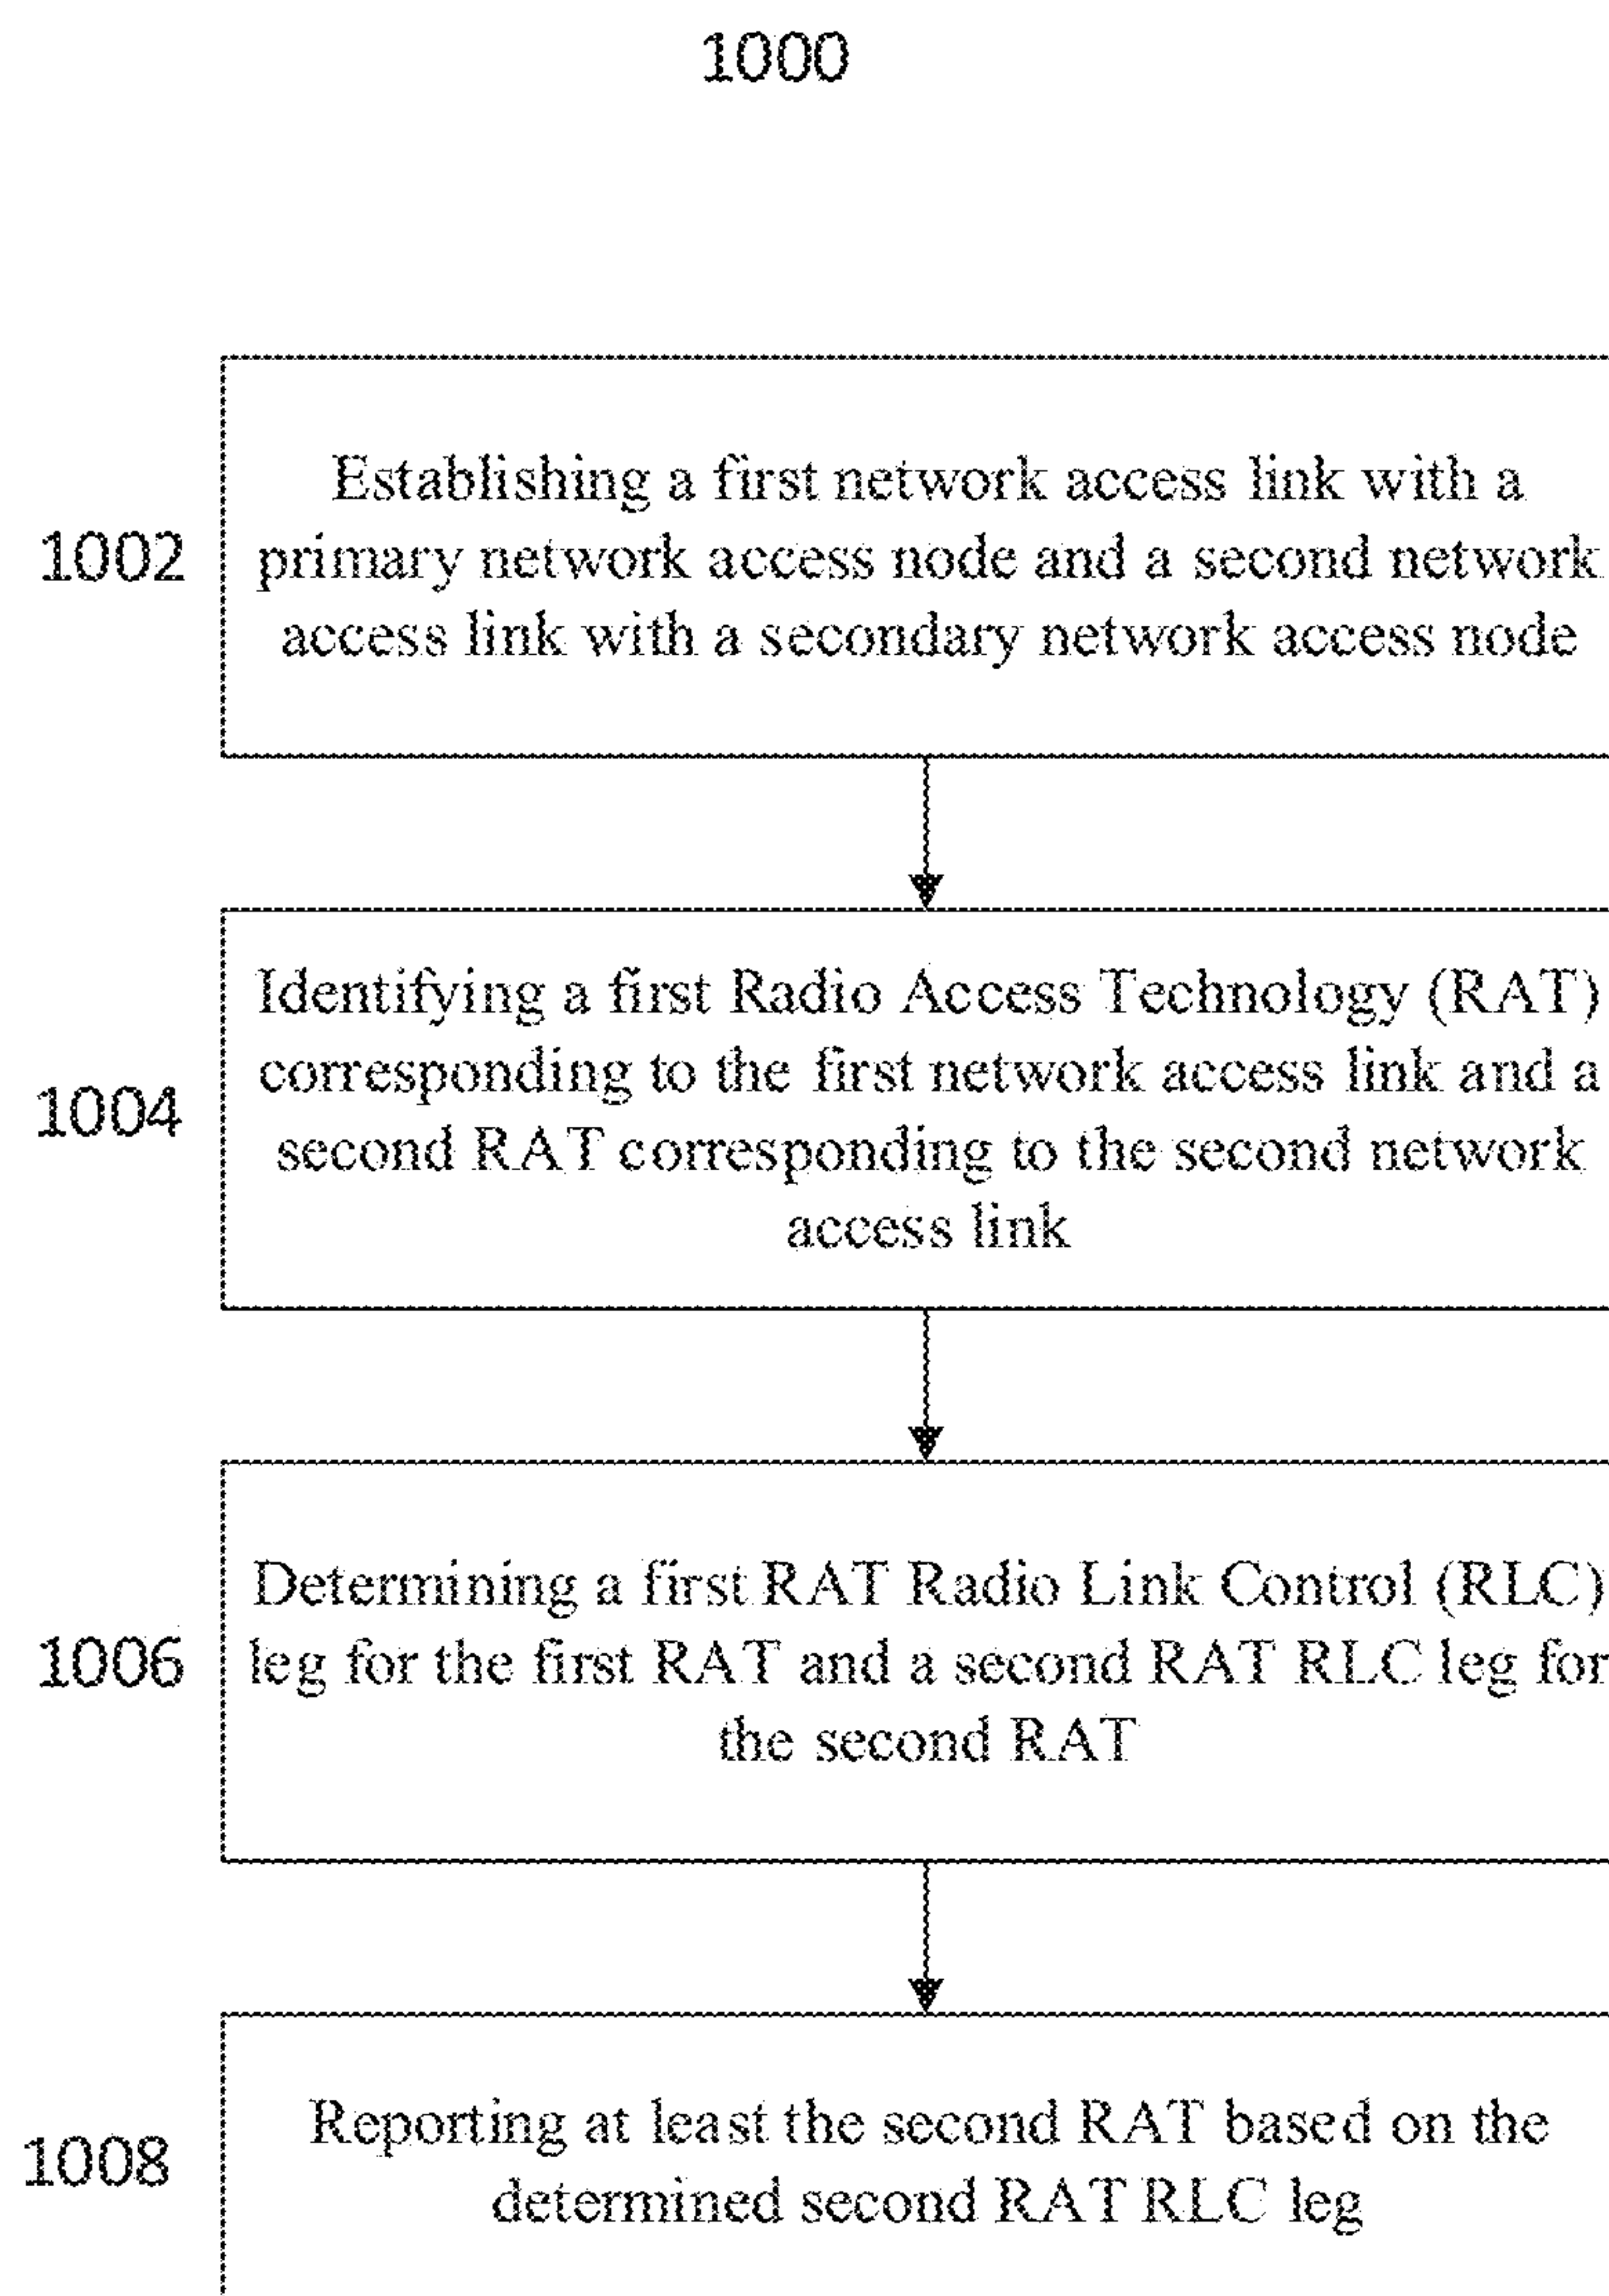 1000
1002
Establishing a first network access link with a
primary network access node and a second network
access link with a secondary network access node
1004
Identifying a first Radio Access Technology (RAT)
corresponding to the first network access link and a
second RAT corresponding to the second network
access link
1006
Determining a first RAT Radio Link Control (RLC)
leg for the first RAT and a second RAT RLC leg for
the second RAT
1008
Reporting at least the second RAT based on the
determined second RAT RLC leg